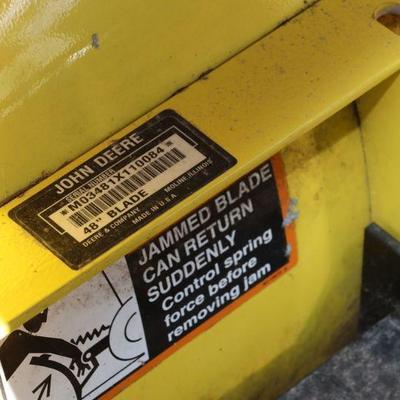 JOHN DEERE
SERIAL NUMBER
*M03481X110084*
48" BLADE
DEERE & COMPANY MOLINE, ILLINOIS
MADE IN U.S.A.
JAMMED BLADE
CAN RETURN
SUDDENLY
Control spring
force before
removing jam